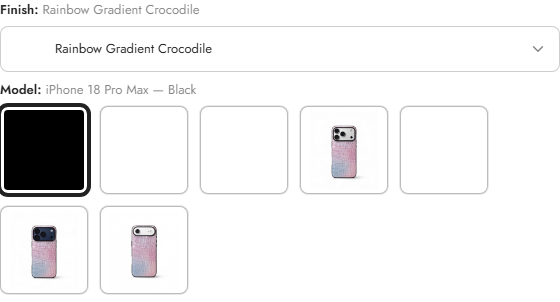 Finish: Rainbow Gradient Crocodile
Rainbow Gradient Crocodile
Model: iPhone 18 Pro Max — Black